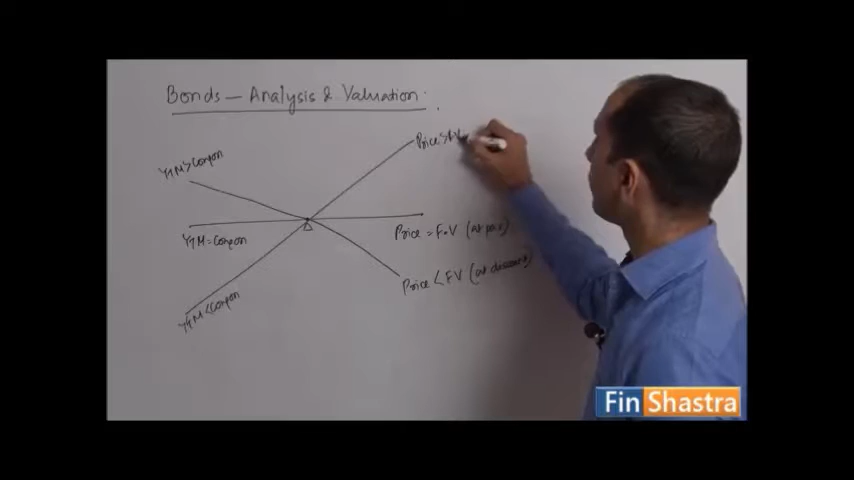 Bonds — Analysis & Valuation
YTM > Coupon
Price > FV
YTM = Coupon
Price = F.V (at par)
YTM < Coupon
Price < FV (at discount)
FinShastra